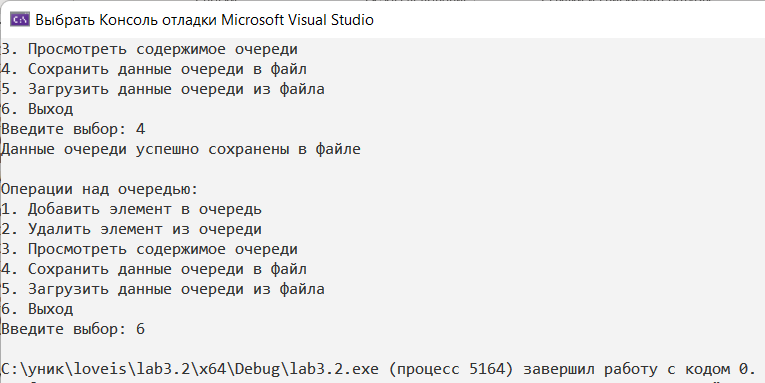 Выбрать Консоль отладки Microsoft Visual Studio
3. Просмотреть содержимое очереди
4. Сохранить данные очереди в файл
5. Загрузить данные очереди из файла
6. Выход
Введите выбор: 4
Данные очереди успешно сохранены в файле
Операции над очередью:
1. Добавить элемент в очередь
2. Удалить элемент из очереди
3. Просмотреть содержимое очереди
4. Сохранить данные очереди в файл
5. Загрузить данные очереди из файла
6. Выход
Введите выбор: 6
C:\уник\loveis\lab3.2\x64\Debug\lab3.2.exe (процесс 5164) завершил работу с кодом 0.